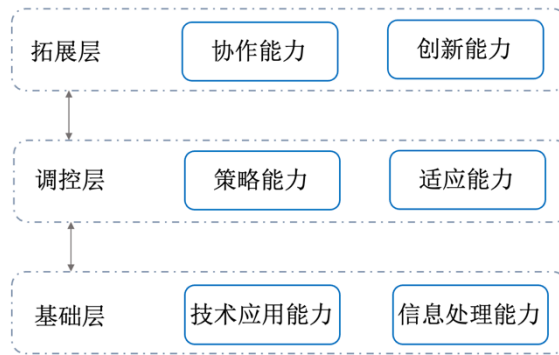 拓展层 协作能力 创新能力
调控层 策略能力 适应能力
基础层 技术应用能力 信息处理能力